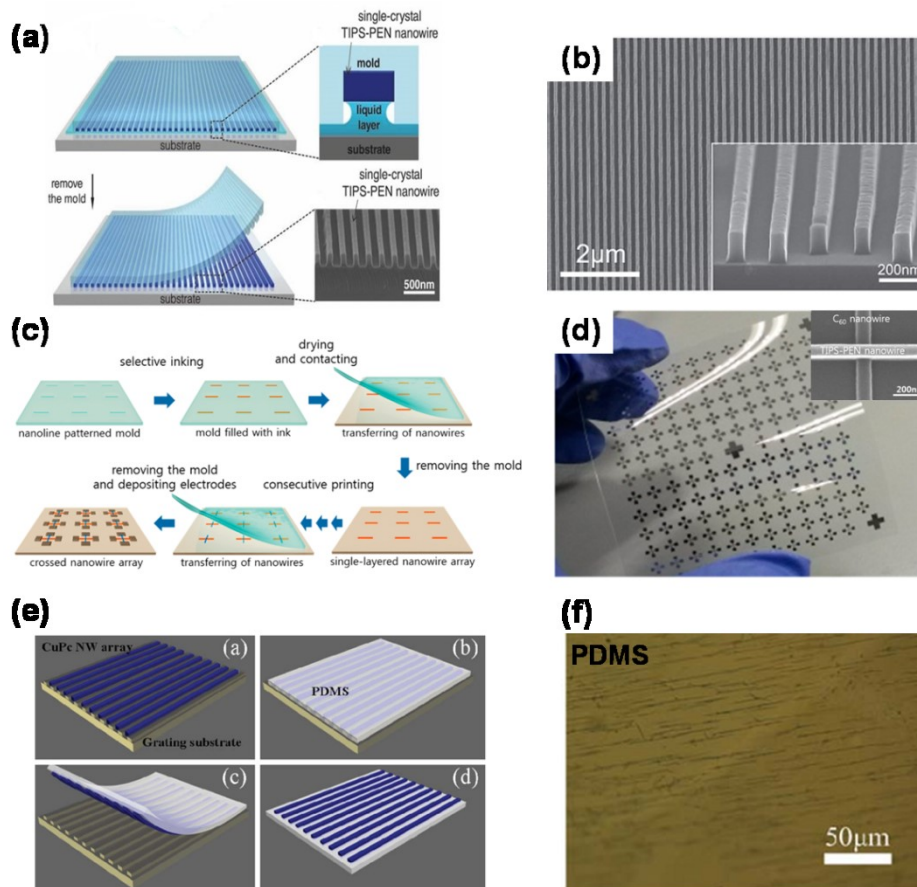 (a)
single-crystal
TIPS-PEN nanowire
mold
liquid
layer
substrate
substrate
remove
the mold
single-crystal
TIPS-PEN nanowire
500nm
substrate
(b)
2μm
200nm
(c)
selective inking
drying
and contacting
nanoline patterned mold
mold filled with ink
transferring of nanowires
removing the mold
and depositing electrodes
consecutive printing
removing the mold
crossed nanowire array
transferring of nanowires
single-layered nanowire array
(d)
C60 nanowire
TIPS-PEN nanowire
200nm
(e)
CuPc NW array
(a)
Grating substrate
(b)
PDMS
(c)
(d)
(f)
PDMS
50μm